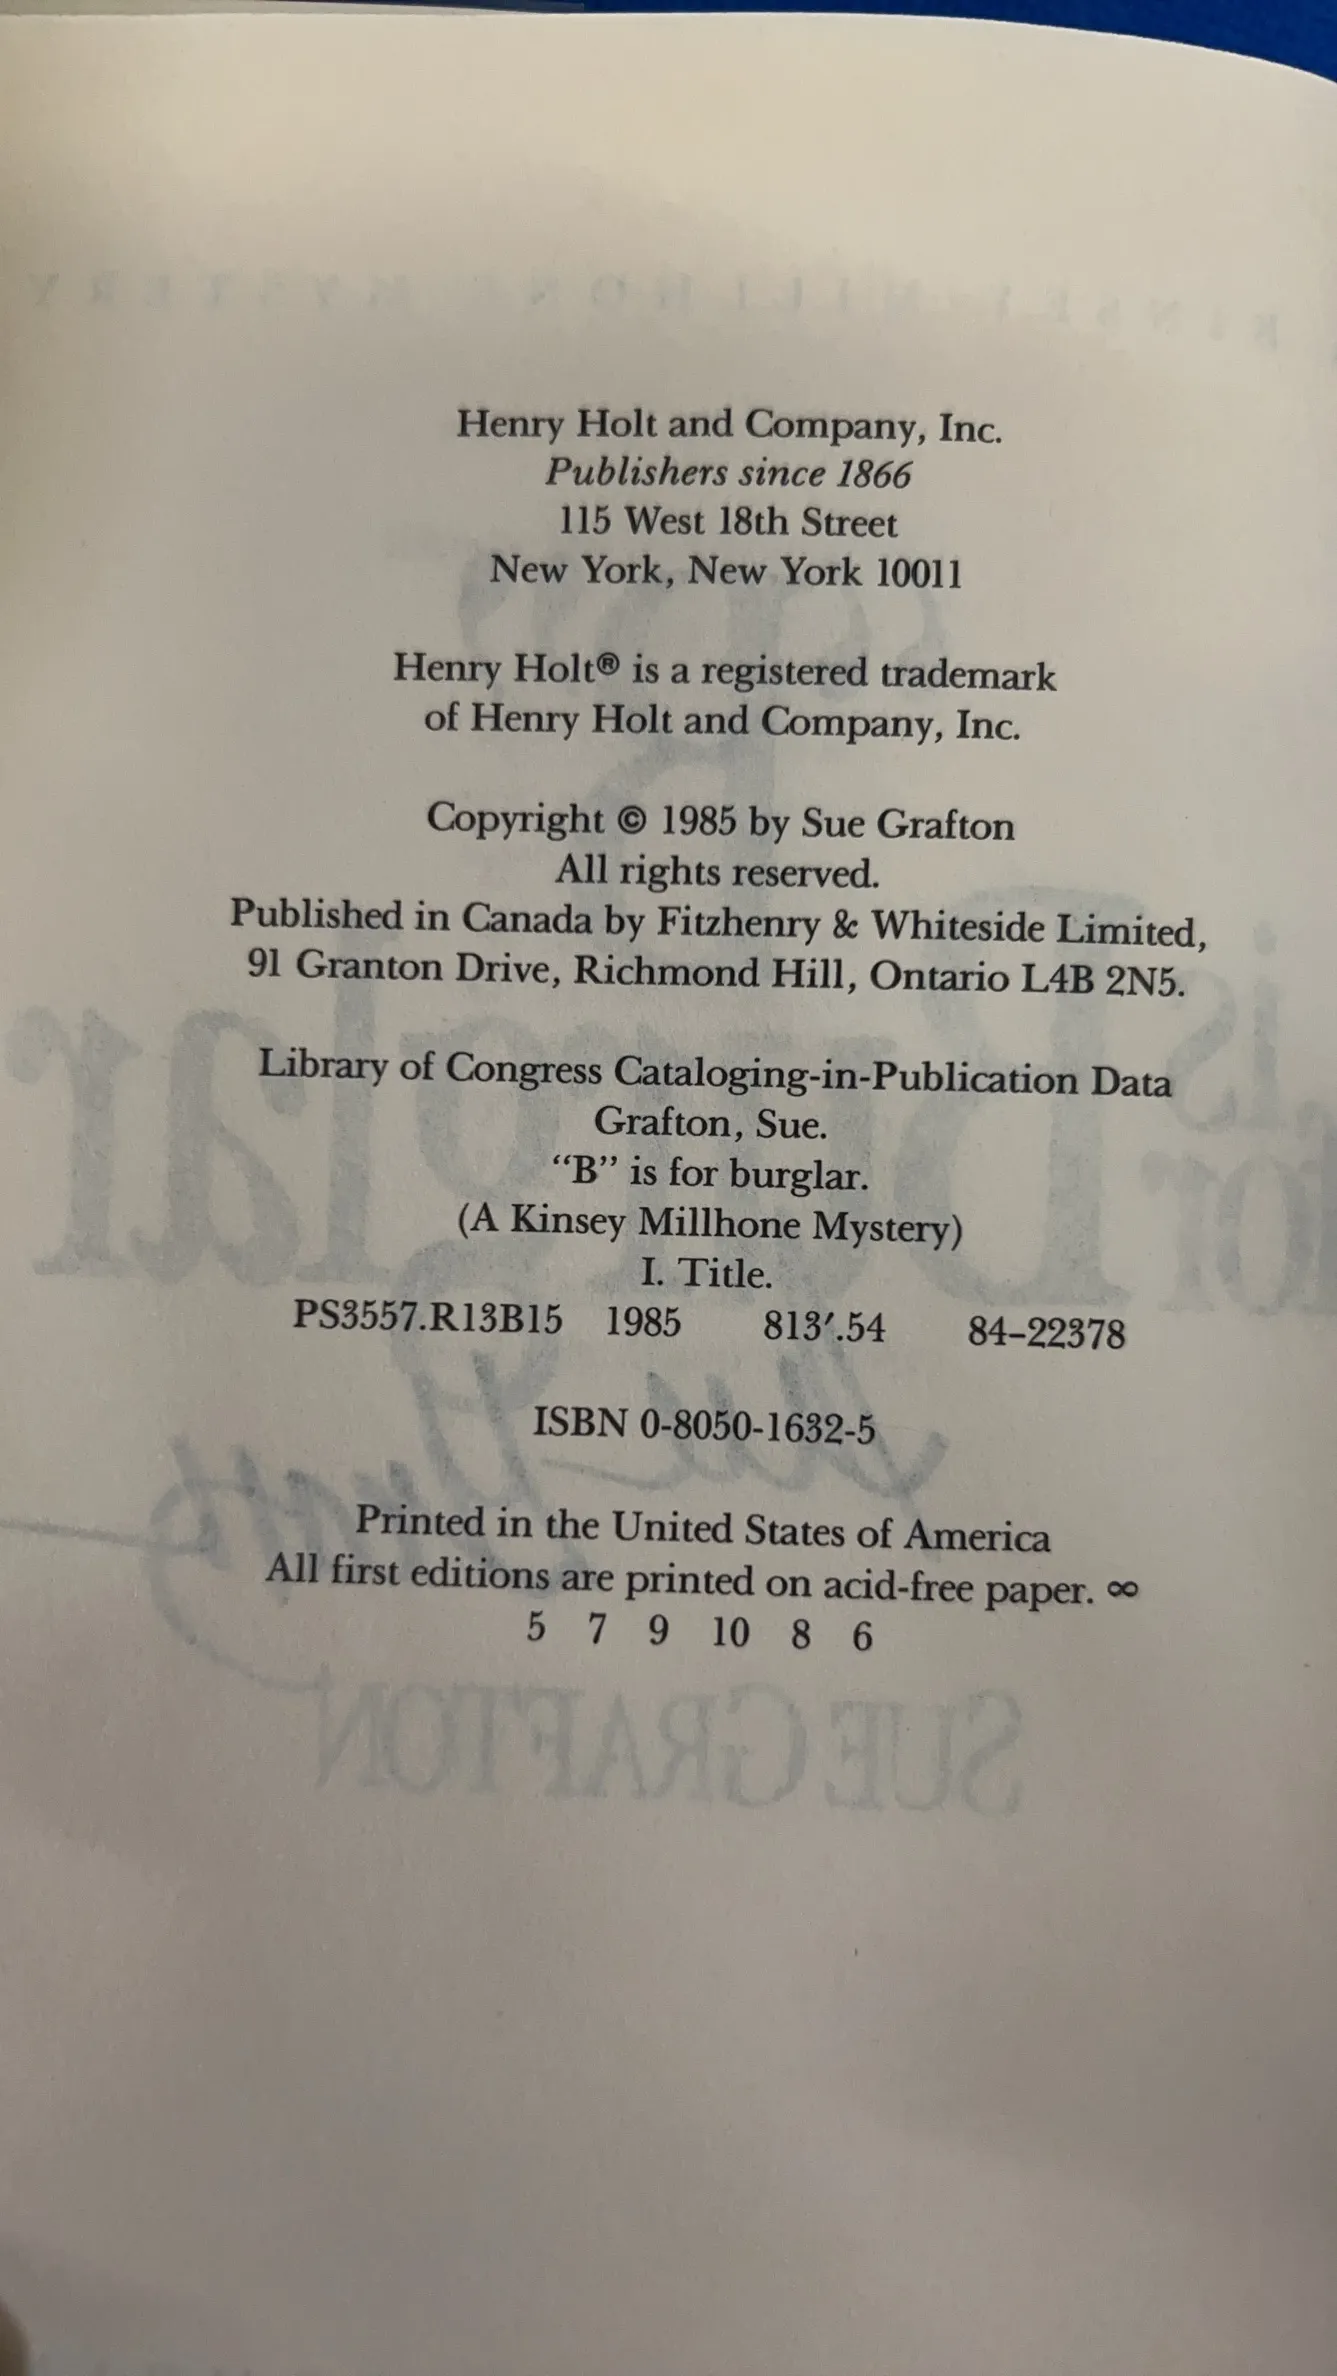 Henry Holt and Company, Inc.
Publishers since 1866
115 West 18th Street
New York, New York 10011
Henry Holt® is a registered trademark
of Henry Holt and Company, Inc.
Copyright © 1985 by Sue Grafton
All rights reserved.
Published in Canada by Fitzhenry & Whiteside Limited,
91 Granton Drive, Richmond Hill, Ontario L4B 2N5.
Library of Congress Cataloging-in-Publication Data
Grafton, Sue.
“B” is for burglar.
(A Kinsey Millhone Mystery)
I. Title.
PS3557.R13B15 1985 813′.54 84–22378
ISBN 0-8050-1632-5
Printed in the United States of America
All first editions are printed on acid-free paper. ∞
5 7 9 10 8 6
SUE GRAFTON